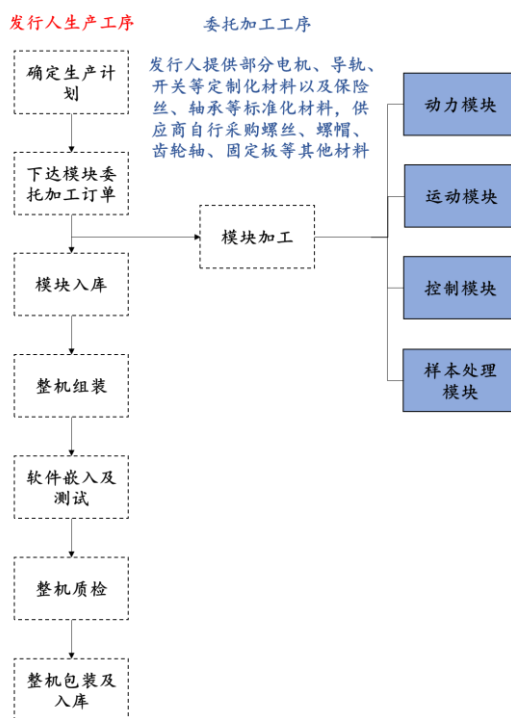 发行人生产工序
委托加工工序
发行人提供部分电机、导轨、
开关等定制化材料以及保险
丝、轴承等标准化材料，供
应商自行采购螺丝、螺帽、
齿轮轴、固定板等其他材料
确定生产计
划
下达模块委
托加工订单
模块加工
模块入库
整机组装
软件嵌入及
测试
整机质检
整机包装及
入库
动力模块
运动模块
控制模块
样本处理
模块